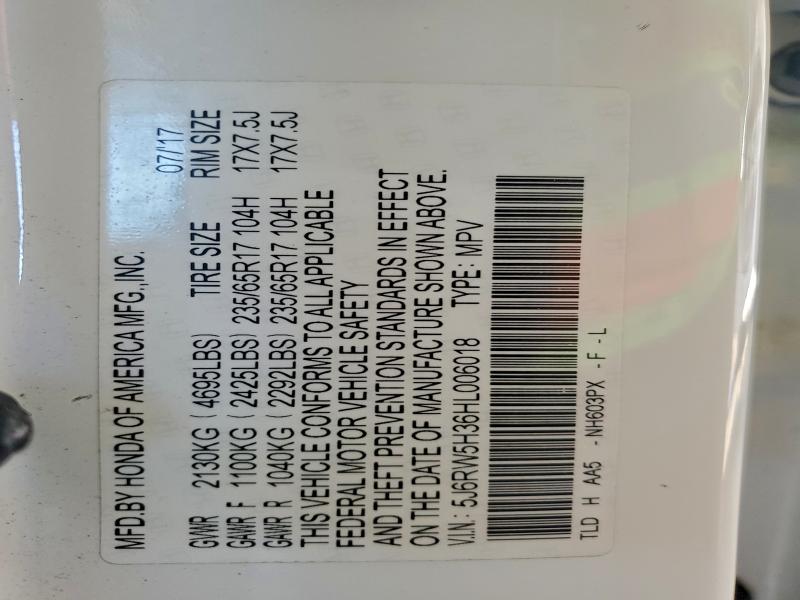 MFD.BY HONDA OF AMERICA MFG.,INC. 07/'17
GVWR 2130KG ( 4695LBS) TIRE SIZE RIM SIZE
GAWR F 1100KG ( 2425LBS) 235/65R17 104H 17X7.5J
GAWR R 1040KG ( 2292LBS) 235/65R17 104H 17X7.5J
THIS VEHICLE CONFORMS TO ALL APPLICABLE
FEDERAL MOTOR VEHICLE SAFETY
AND THEFT PREVENTION STANDARDS IN EFFECT
ON THE DATE OF MANUFACTURE SHOWN ABOVE.
V.I.N.: 5J6RW5H36HL006018 TYPE: MPV
TLD H AA5 -NH603PX -F-L